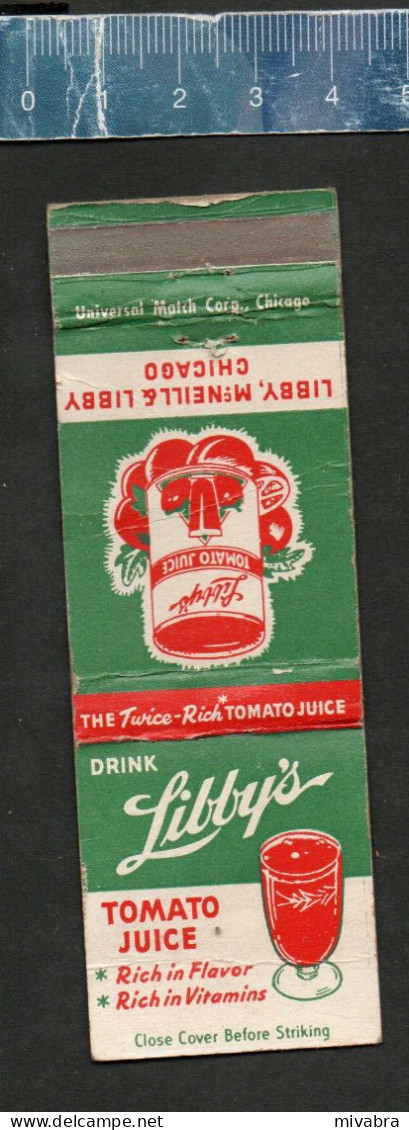 0 1 2 3 4 5
Universal Match Corp., Chicago
LIBBY, McNEILL & LIBBY
CHICAGO
Libby's
TOMATO JUICE
THE Twice-Rich* TOMATO JUICE
DRINK
Libby's
TOMATO
JUICE
* Rich in Flavor
* Rich in Vitamins
Close Cover Before Striking
mivabra